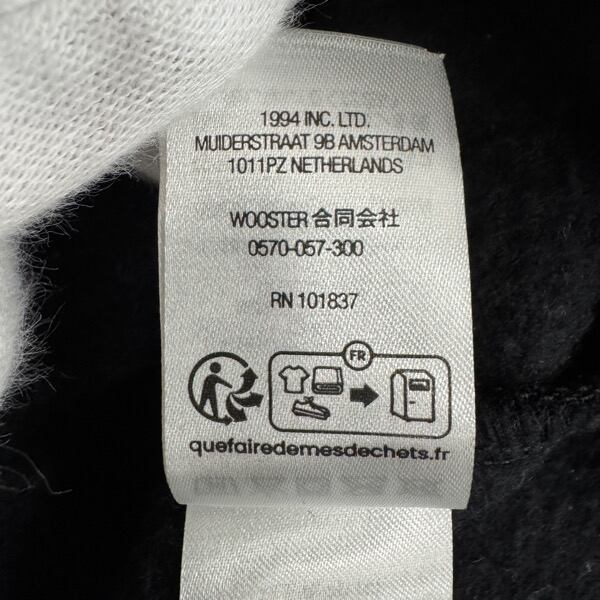 1994 INC. LTD.
MUIDERSTRAAT 9B AMSTERDAM
1011PZ NETHERLANDS
WOOSTER 合同会社
0570-057-300
RN 101837
FR
quefairedemesdechets.fr